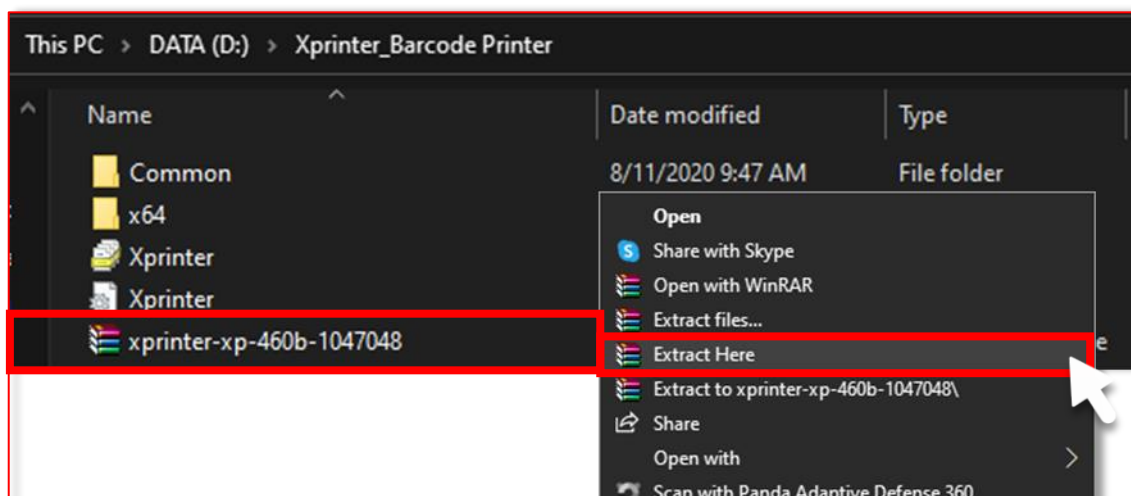 This PC > DATA (D:) > Xprinter_Barcode Printer
Name Date modified Type
Common 8/11/2020 9:47 AM File folder
x64
Xprinter
Xprinter
xprinter-xp-460b-1047048
Open
Share with Skype
Open with WinRAR
Extract files...
Extract Here
Extract to xprinter-xp-460b-1047048\
Share
Open with >
Scan with Panda Adaptive Defense 360